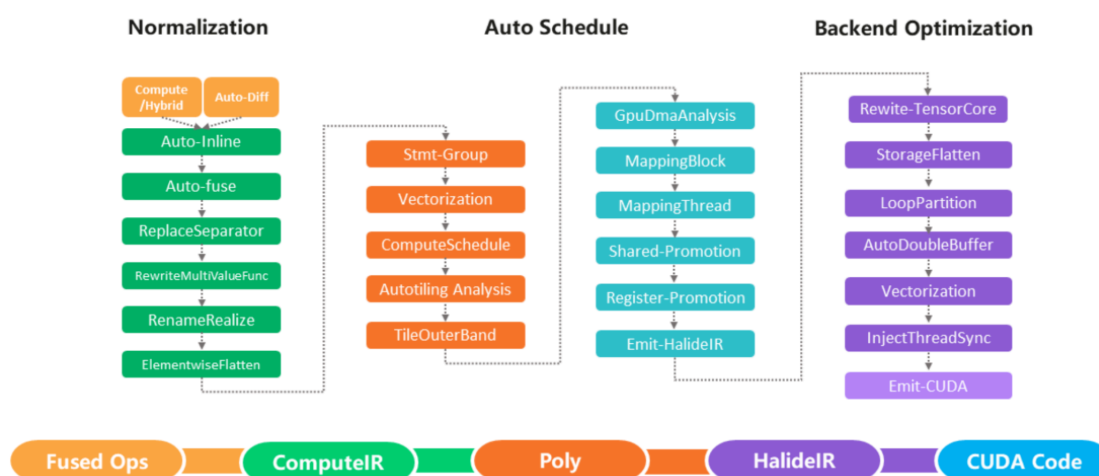 Normalization
Auto Schedule
Backend Optimization
Compute
/Hybrid
Auto-Diff
Auto-Inline
Auto-fuse
ReplaceSeparator
RewriteMultiValueFunc
RenameRealize
ElementwiseFlatten
Stmt-Group
Vectorization
ComputeSchedule
Autotiling Analysis
TileOuterBand
GpuDmaAnalysis
MappingBlock
MappingThread
Shared-Promotion
Register-Promotion
Emit-HalideIR
Rewite-TensorCore
StorageFlatten
LoopPartition
AutoDoubleBuffer
Vectorization
InjectThreadSync
Emit-CUDA
Fused Ops
ComputeIR
Poly
HalideIR
CUDA Code